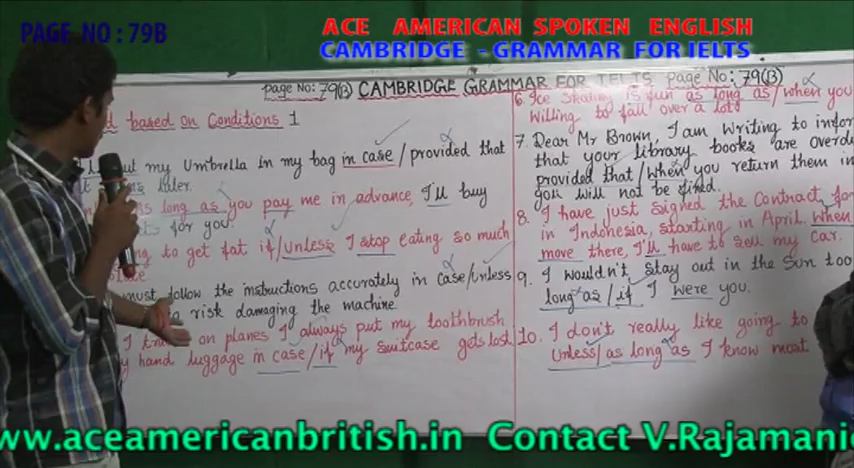 PAGE NO : 79B
ACE AMERICAN SPOKEN ENGLISH
CAMBRIDGE - GRAMMAR FOR IELTS
Page No: 79(B) CAMBRIDGE GRAMMAR FOR IELTS Page No: 79(B)
based on Conditions 1
put my Umbrella in my bag in case / provided that
later.
as long as you pay me in advance, I'll buy
for you.
to get fat if/unless I stop eating so much
must follow the instructions accurately in case/unless
risk damaging the machine.
on planes I always put my toothbrush
hand luggage in case/if my suitcase gets lost
6. Ice skating is fun as long as / when you
willing to fall over a lot.
7. Dear Mr Brown, I am writing to infor
that your library books are overdu
provided that / when you return them im
you will not be fined.
8. I have just signed the Contract for
in Indonesia, starting in April. When
move there, I'll have to sell my car.
9. I wouldn't stay out in the sun too
long as / if I were you.
10. I don't really like going to
unless / as long as I know most
www.aceamericanbritish.in Contact V.Rajamanic